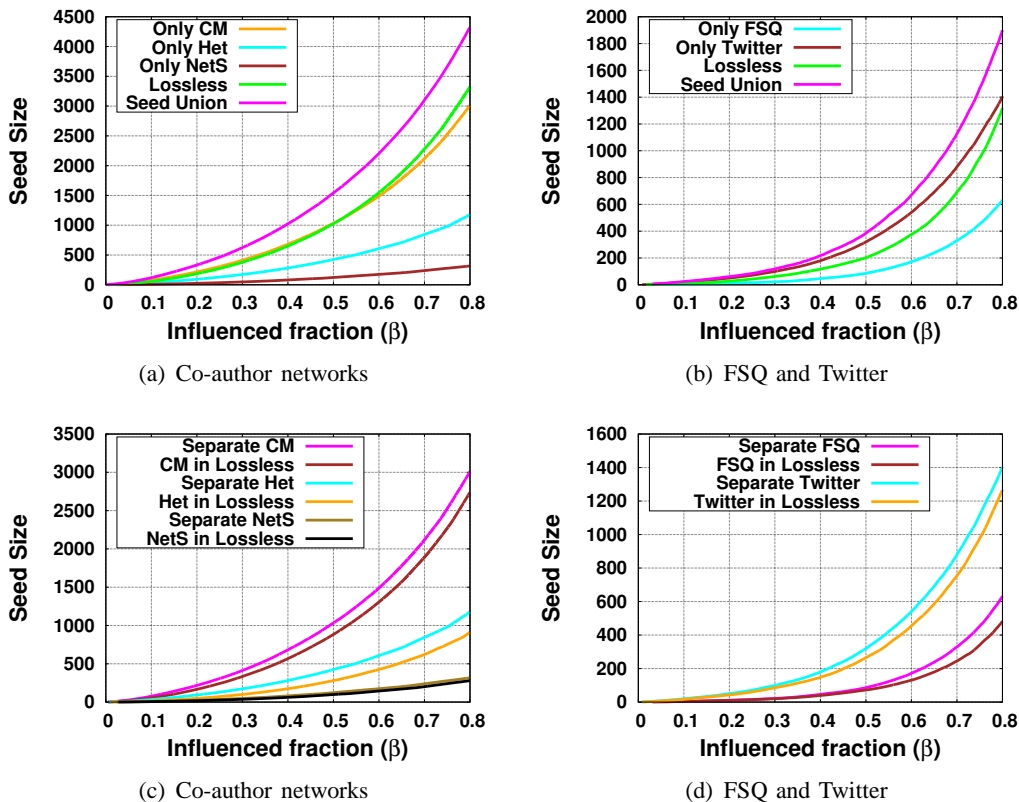 4500
4000
3500
3000
2500
2000
1500
1000
500
0
Seed Size
Only CM
Only Het
Only NetS
Lossless
Seed Union
0 0.1 0.2 0.3 0.4 0.5 0.6 0.7 0.8
Influenced fraction (β)
(a) Co-author networks
2000
1800
1600
1400
1200
1000
800
600
400
200
0
Seed Size
Only FSQ
Only Twitter
Lossless
Seed Union
0 0.1 0.2 0.3 0.4 0.5 0.6 0.7 0.8
Influenced fraction (β)
(b) FSQ and Twitter
3500
3000
2500
2000
1500
1000
500
0
Seed Size
Separate CM
CM in Lossless
Separate Het
Het in Lossless
Separate NetS
NetS in Lossless
0 0.1 0.2 0.3 0.4 0.5 0.6 0.7 0.8
Influenced fraction (β)
(c) Co-author networks
1600
1400
1200
1000
800
600
400
200
0
Seed Size
Separate FSQ
FSQ in Lossless
Separate Twitter
Twitter in Lossless
0 0.1 0.2 0.3 0.4 0.5 0.6 0.7 0.8
Influenced fraction (β)
(d) FSQ and Twitter